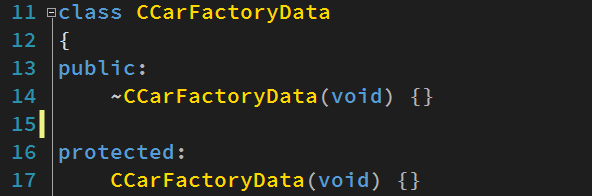 11 class CCarFactoryData
12 {
13 public:
14     ~CCarFactoryData(void) {}
15
16 protected:
17     CCarFactoryData(void) {}